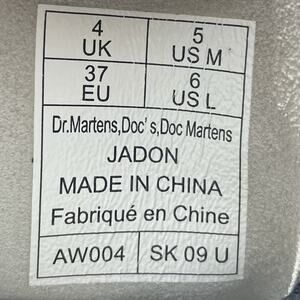 4 5
UK US M
37 6
EU US L
Dr.Martens,Doc's,Doc Martens
JADON
MADE IN CHINA
Fabriqué en Chine
AW004 SK 09 U